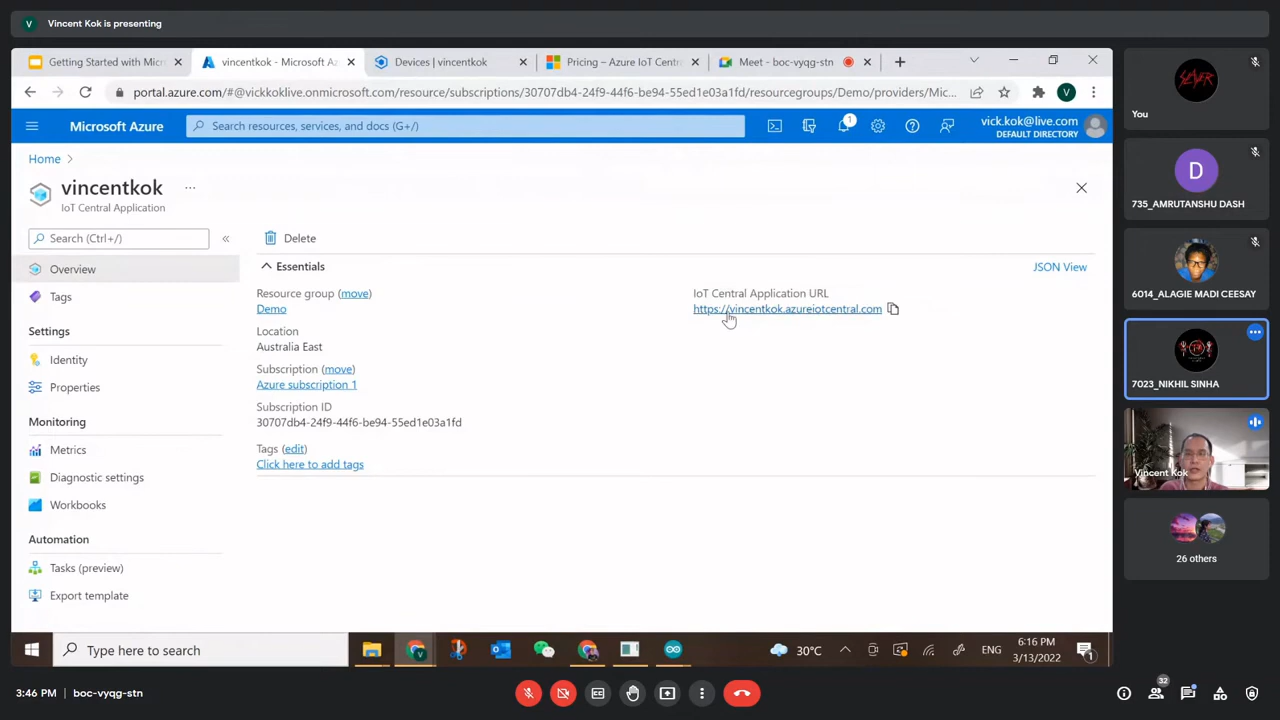 V Vincent Kok is presenting
Getting Started with Micr
vincentkok - Microsoft Az
Devices | vincentkok
Pricing – Azure IoT Centr
Meet - boc-vyqg-stn
portal.azure.com/#@vickkoklive.onmicrosoft.com/resource/subscriptions/30707db4-24f9-44f6-be94-55ed1e03a1fd/resourcegroups/Demo/providers/Mic...
V
Microsoft Azure
Search resources, services, and docs (G+/)
1
vick.kok@live.com
DEFAULT DIRECTORY
Home
vincentkok
...
IoT Central Application
Search (Ctrl+/)
«
Delete
Overview
Tags
Settings
Identity
Properties
Monitoring
Metrics
Diagnostic settings
Workbooks
Automation
Tasks (preview)
Export template
Essentials
JSON View
Resource group (move)
Demo
Location
Australia East
Subscription (move)
Azure subscription 1
Subscription ID
30707db4-24f9-44f6-be94-55ed1e03a1fd
Tags (edit)
Click here to add tags
IoT Central Application URL
https://vincentkok.azureiotcentral.com
Type here to search
30°C
ENG
6:16 PM
3/13/2022
1
SLAYER
You
D
735_AMRUTANSHU DASH
6014_ALAGIE MADI CEESAY
7023_NIKHIL SINHA
Vincent Kok
26 others
3:46 PM | boc-vyqg-stn
32